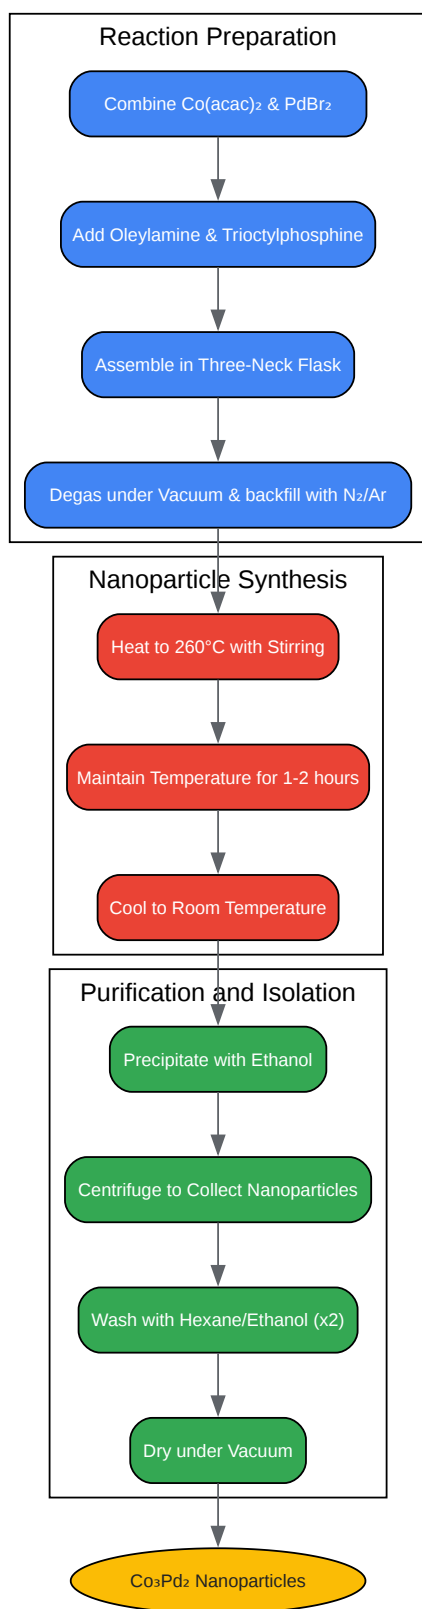 Reaction Preparation
Combine Co(acac)₂ & PdBr₂
Add Oleylamine & Trioctylphosphine
Assemble in Three-Neck Flask
Degas under Vacuum & backfill with N₂/Ar
Nanoparticle Synthesis
Heat to 260°C with Stirring
Maintain Temperature for 1-2 hours
Cool to Room Temperature
Purification and Isolation
Precipitate with Ethanol
Centrifuge to Collect Nanoparticles
Wash with Hexane/Ethanol (x2)
Dry under Vacuum
Co₃Pd₂ Nanoparticles